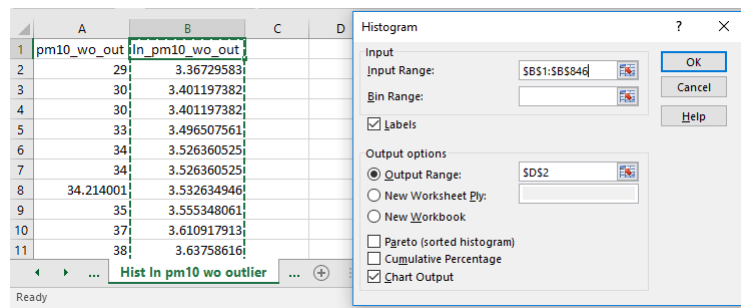 A B C D
1 pm10_wo_out ln_pm10_wo_out
2 29 3.36729583
3 30 3.401197382
4 30 3.401197382
5 33 3.496507561
6 34 3.526360525
7 34 3.526360525
8 34.214001 3.532634946
9 35 3.555348061
10 37 3.610917913
11 38 3.63758616
... Hist ln pm10 wo outlier ...
Ready
Histogram ? ×
Input
Input Range: $B$1:$B$846
Bin Range:
Labels
OK
Cancel
Help
Output options
Output Range: $D$2
New Worksheet Ply:
New Workbook
Pareto (sorted histogram)
Cumulative Percentage
Chart Output